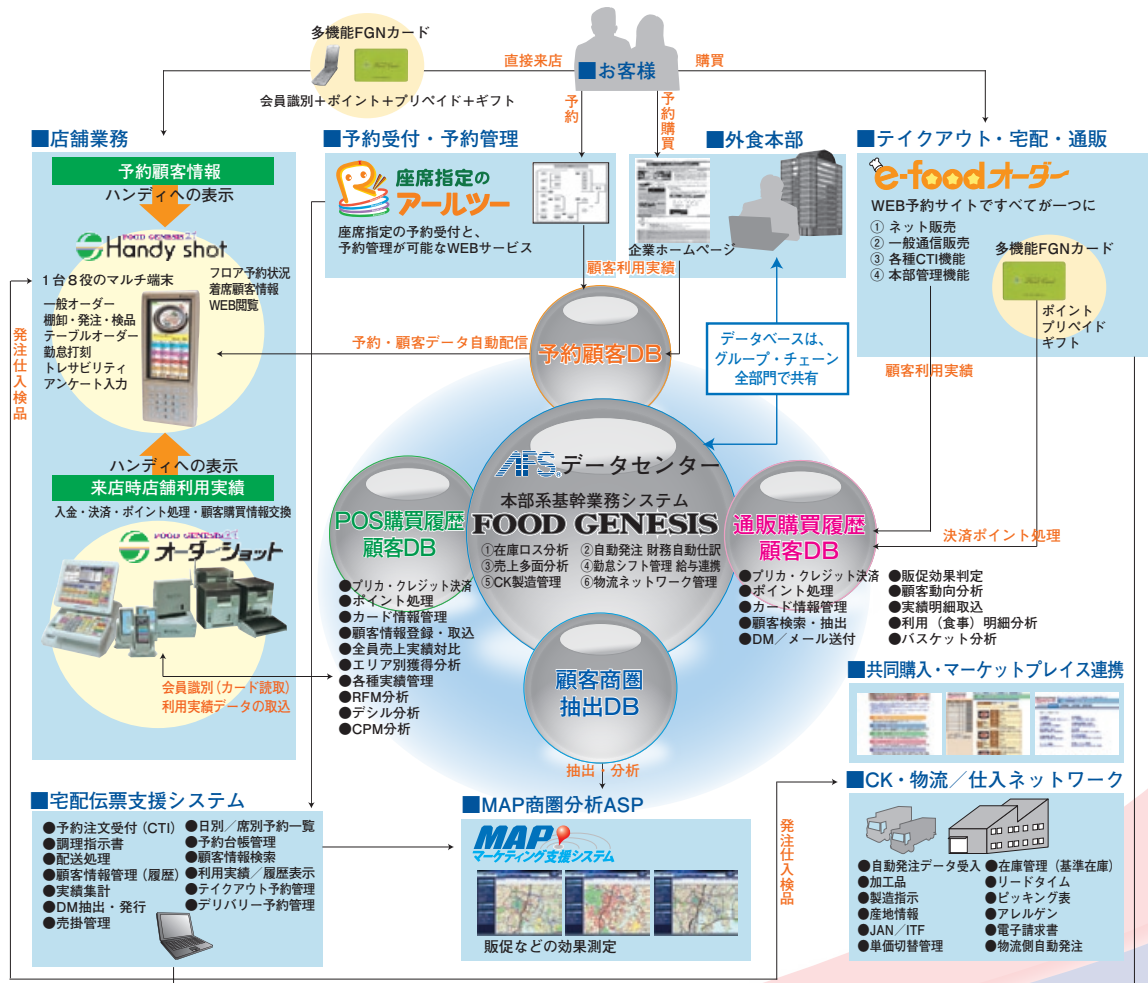 多機能FGNカード
会員識別＋ポイント＋プリペイド＋ギフト
直接来店
■お客様
購買
予約
予約購買
■店舗業務
予約顧客情報
ハンディへの表示
FOOD GENESIS
Handy shot
1台8役のマルチ端末
一般オーダー
棚卸・発注・検品
テーブルオーダー
勤怠打刻
トレサビリティ
アンケート入力
フロア予約状況
着席顧客情報
WEB閲覧
ハンディへの表示
来店時店舗利用実績
入金・決済・ポイント処理・顧客購買情報交換
FOOD GENESIS
オーダーショット
会員識別（カード読取）
利用実績データの取込
発注仕入検品
■予約受付・予約管理
座席指定の
アールツー
座席指定の予約受付と、
予約管理が可能なWEBサービス
企業ホームページ
顧客利用実績
■外食本部
データベースは、
グループ・チェーン
全部門で共有
■テイクアウト・宅配・通販
e-foodオーダー
WEB予約サイトですべてが一つに
① ネット販売
② 一般通信販売
③ 各種CTI機能
④ 本部管理機能
多機能FGNカード
ポイント
プリペイド
ギフト
顧客利用実績
決済ポイント処理
予約・顧客データ自動配信
予約顧客DB
AFS データセンター
本部系基幹業務システム
FOOD GENESIS
①在庫ロス分析 ②自動発注 財務自動仕訳
③売上多面分析 ④勤怠シフト管理 給与連携
⑤CK製造管理 ⑥物流ネットワーク管理
POS購買履歴
顧客DB
●プリカ・クレジット決済
●ポイント処理
●カード情報管理
●顧客情報登録・取込
●全員売上実績対比
●エリア別獲得分析
●各種実績管理
●RFM分析
●デシル分析
●CPM分析
通販購買履歴
顧客DB
●プリカ・クレジット決済
●ポイント処理
●カード情報管理
●顧客検索・抽出
●DM／メール送付
●販促効果判定
●顧客動向分析
●実績明細取込
●利用（食事）明細分析
●バスケット分析
顧客商圏
抽出DB
抽出・分析
■共同購入・マーケットプレイス連携
■宅配伝票支援システム
●予約注文受付（CTI）
●調理指示書
●配送処理
●顧客情報管理（履歴）
●実績集計
●DM抽出・発行
●売掛管理
●日別／席別予約一覧
●予約台帳管理
●顧客情報検索
●利用実績／履歴表示
●テイクアウト予約管理
●デリバリー予約管理
■MAP商圏分析ASP
MAP
マーケティング支援システム
販促などの効果測定
発注仕入検品
■CK・物流／仕入ネットワーク
●自動発注データ受入
●加工品
●製造指示
●産地情報
●JAN／ITF
●単価切替管理
●在庫管理（基準在庫）
●リードタイム
●ピッキング表
●アレルゲン
●電子請求書
●物流側自動発注